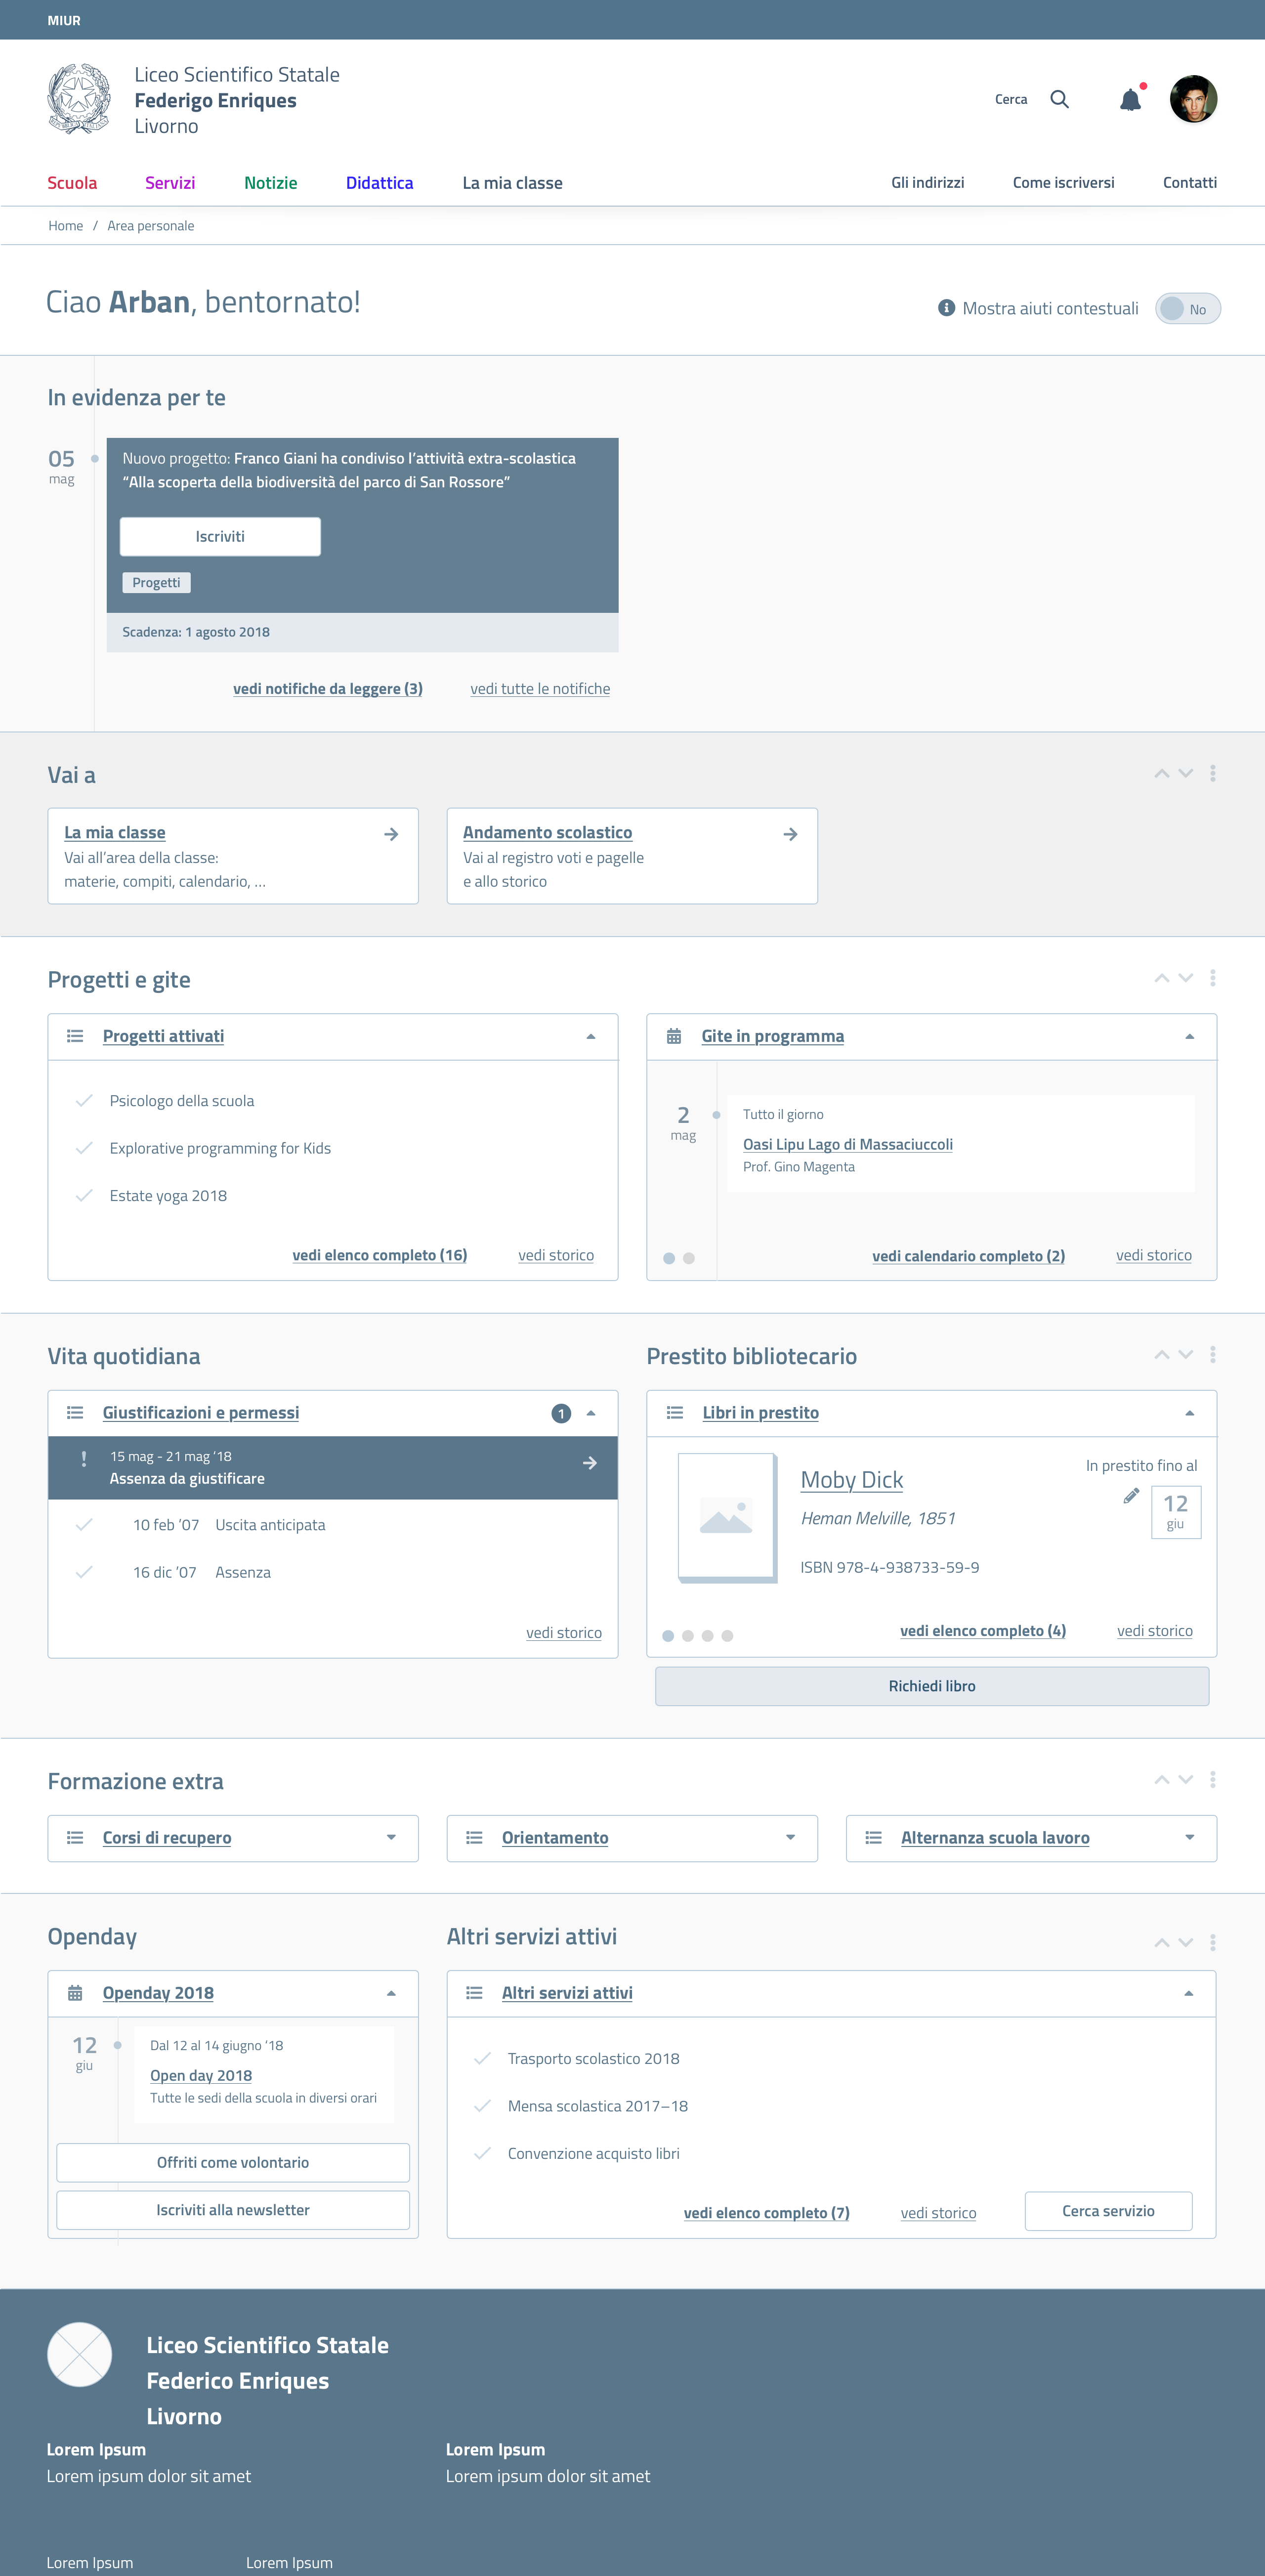 MIUR
Liceo Scientifico Statale
Federigo Enriques
Livorno
Cerca
Scuola Servizi Notizie Didattica La mia classe Gli indirizzi Come iscriversi Contatti
Home / Area personale
Ciao Arban, bentornato!
Mostra aiuti contestuali No
In evidenza per te
05
mag
Nuovo progetto: Franco Giani ha condiviso l’attività extra-scolastica
“Alla scoperta della biodiversità del parco di San Rossore”
Iscriviti
Progetti
Scadenza: 1 agosto 2018
vedi notifiche da leggere (3) vedi tutte le notifiche
Vai a
La mia classe
Vai all’area della classe:
materie, compiti, calendario, ...
Andamento scolastico
Vai al registro voti e pagelle
e allo storico
Progetti e gite
Progetti attivati
Psicologo della scuola
Explorative programming for Kids
Estate yoga 2018
vedi elenco completo (16) vedi storico
Gite in programma
2
mag
Tutto il giorno
Oasi Lipu Lago di Massaciuccoli
Prof. Gino Magenta
vedi calendario completo (2) vedi storico
Vita quotidiana
Giustificazioni e permessi 1
15 mag - 21 mag ‘18
Assenza da giustificare
10 feb ’07 Uscita anticipata
16 dic ’07 Assenza
vedi storico
Prestito bibliotecario
Libri in prestito
Moby Dick
Heman Melville, 1851
ISBN 978-4-938733-59-9
In prestito fino al
12
giu
vedi elenco completo (4) vedi storico
Richiedi libro
Formazione extra
Corsi di recupero
Orientamento
Alternanza scuola lavoro
Openday
Openday 2018
12
giu
Dal 12 al 14 giugno ‘18
Open day 2018
Tutte le sedi della scuola in diversi orari
Offriti come volontario
Iscriviti alla newsletter
Altri servizi attivi
Altri servizi attivi
Trasporto scolastico 2018
Mensa scolastica 2017–18
Convenzione acquisto libri
vedi elenco completo (7) vedi storico Cerca servizio
Liceo Scientifico Statale
Federico Enriques
Livorno
Lorem Ipsum
Lorem ipsum dolor sit amet
Lorem Ipsum
Lorem ipsum dolor sit amet
Lorem Ipsum Lorem Ipsum